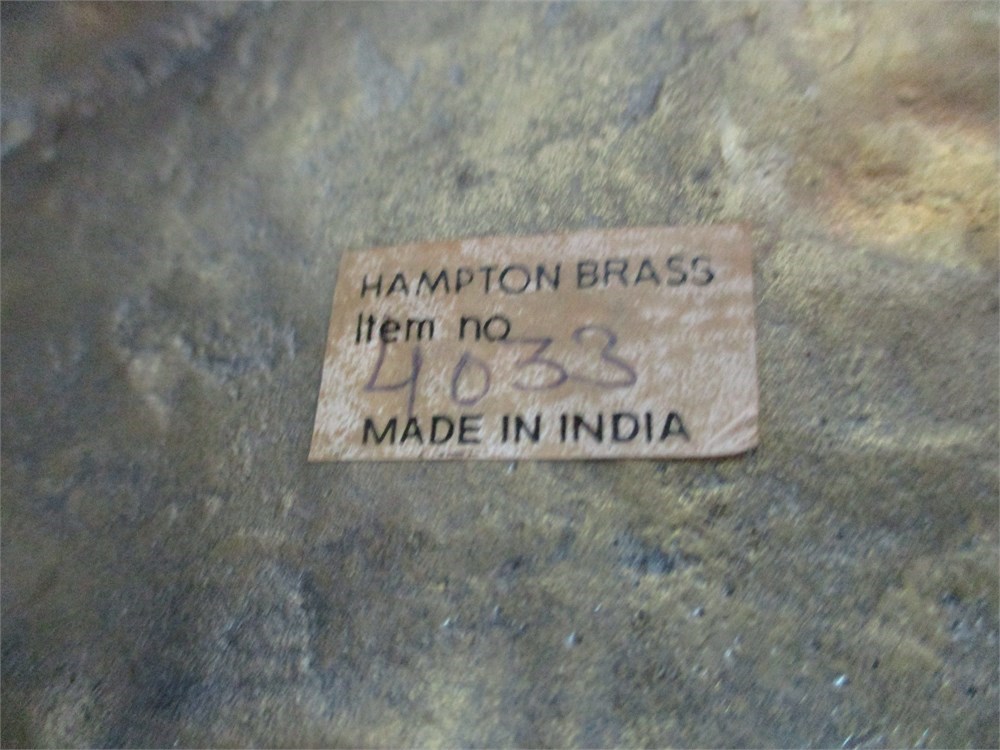 HAMPTON BRASS
Item no
4033
MADE IN INDIA